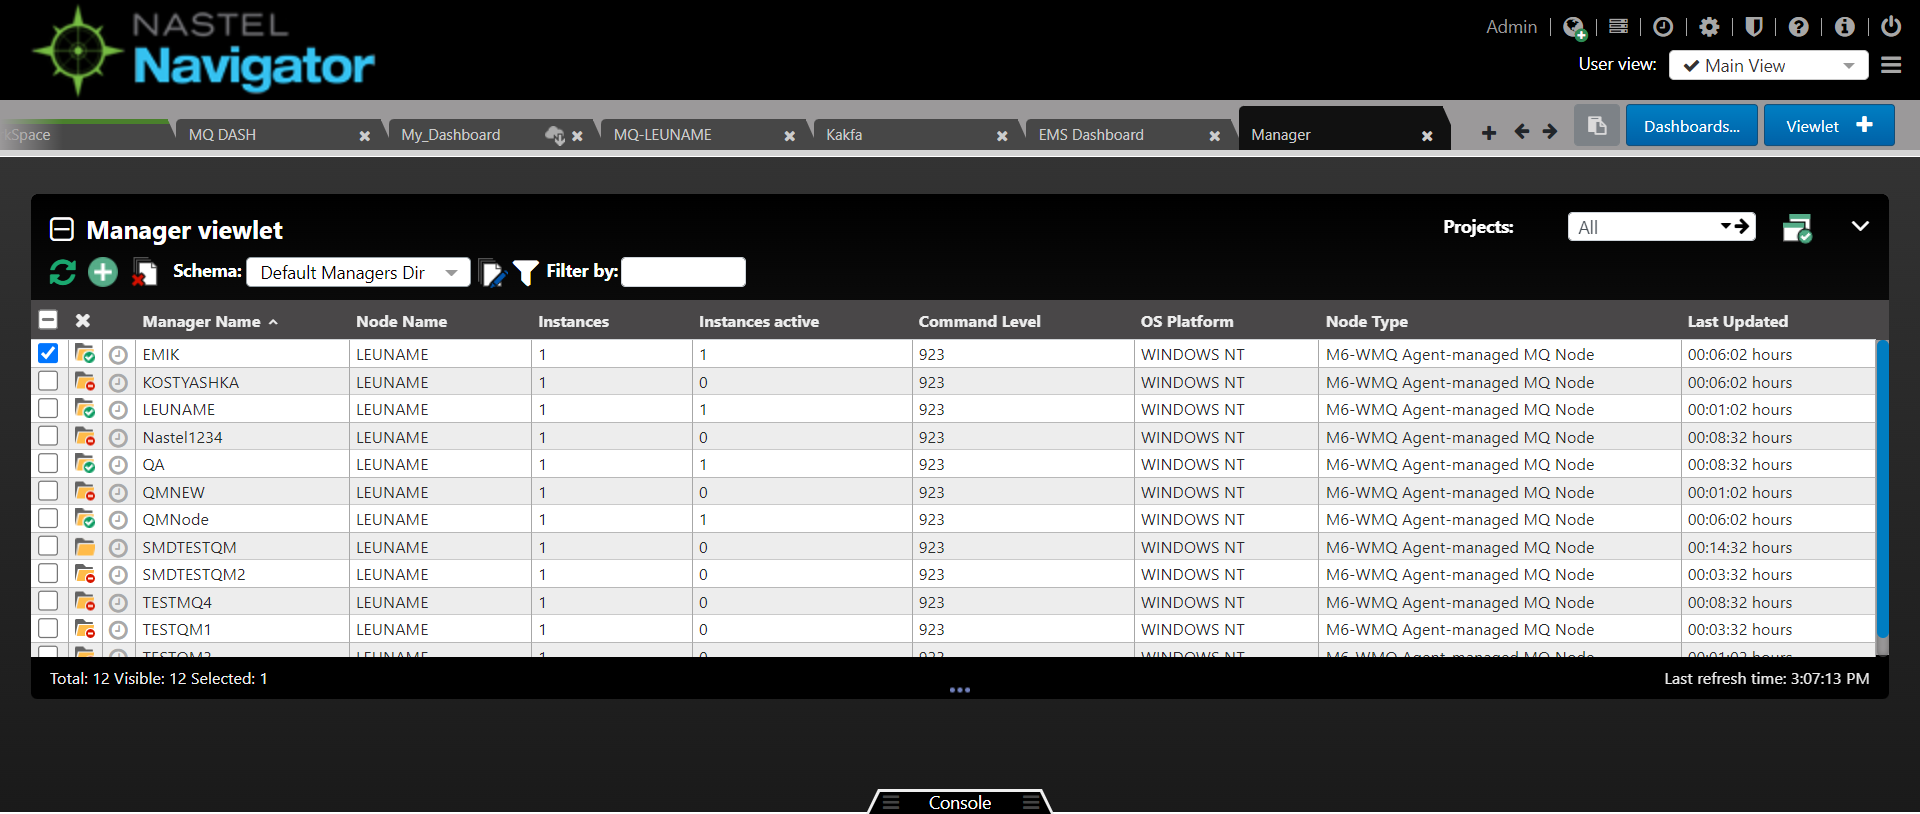 NASTEL
Navigator
Admin
User view: Main View
kSpace MQ DASH My_Dashboard MQ-LEUNAME Kakfa EMS Dashboard Manager Dashboards... Viewlet
Manager viewlet Projects: All
Schema: Default Managers Dir Filter by:
Manager Name Node Name Instances Instances active Command Level OS Platform Node Type Last Updated
EMIK LEUNAME 1 1 923 WINDOWS NT M6-WMQ Agent-managed MQ Node 00:06:02 hours
KOSTYASHKA LEUNAME 1 0 923 WINDOWS NT M6-WMQ Agent-managed MQ Node 00:06:02 hours
LEUNAME LEUNAME 1 1 923 WINDOWS NT M6-WMQ Agent-managed MQ Node 00:01:02 hours
Nastel1234 LEUNAME 1 0 923 WINDOWS NT M6-WMQ Agent-managed MQ Node 00:08:32 hours
QA LEUNAME 1 1 923 WINDOWS NT M6-WMQ Agent-managed MQ Node 00:08:32 hours
QMNEW LEUNAME 1 0 923 WINDOWS NT M6-WMQ Agent-managed MQ Node 00:01:02 hours
QMNode LEUNAME 1 1 923 WINDOWS NT M6-WMQ Agent-managed MQ Node 00:06:02 hours
SMDTESTQM LEUNAME 1 0 923 WINDOWS NT M6-WMQ Agent-managed MQ Node 00:14:32 hours
SMDTESTQM2 LEUNAME 1 0 923 WINDOWS NT M6-WMQ Agent-managed MQ Node 00:03:32 hours
TESTMQ4 LEUNAME 1 0 923 WINDOWS NT M6-WMQ Agent-managed MQ Node 00:08:32 hours
TESTQM1 LEUNAME 1 0 923 WINDOWS NT M6-WMQ Agent-managed MQ Node 00:03:32 hours
LEUNAME 1 0 923 WINDOWS NT M6-WMQ Agent-managed MQ Node 00:01:02 hours
Total: 12 Visible: 12 Selected: 1 Last refresh time: 3:07:13 PM
Console